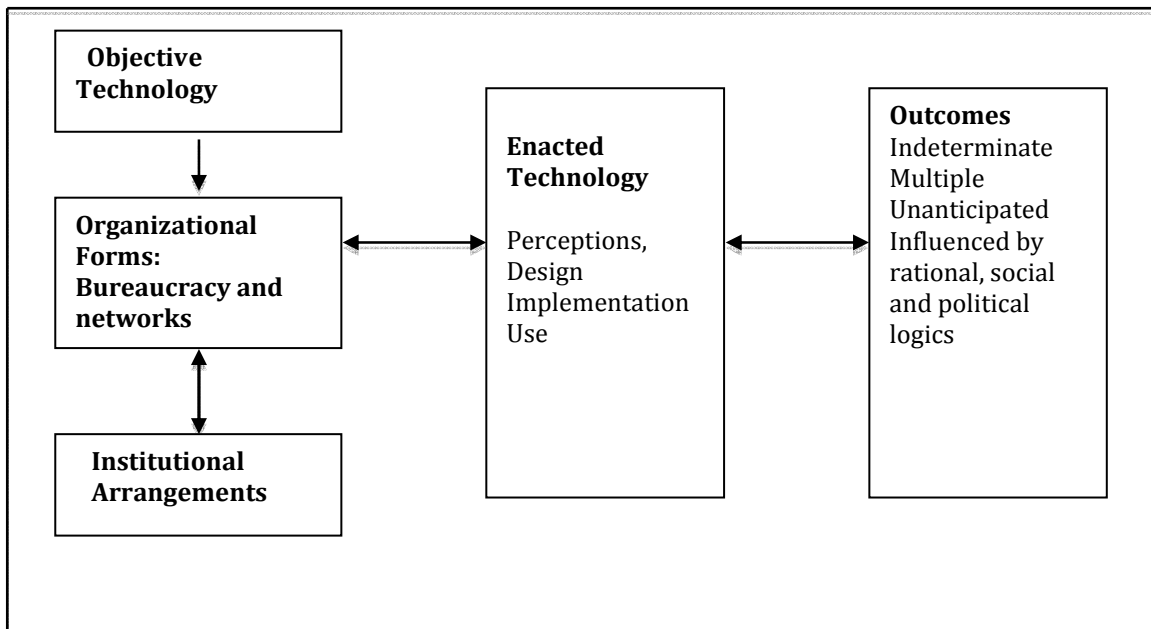 Objective
Technology
Organizational
Forms:
Bureaucracy and
networks
Institutional
Arrangements
Enacted
Technology
Perceptions,
Design
Implementation
Use
Outcomes
Indeterminate
Multiple
Unanticipated
Influenced by
rational, social
and political
logics